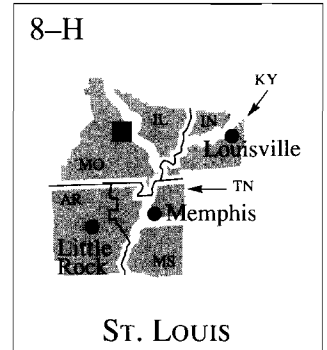 8–H
KY
IL
IN
Louisville
MO
TN
AR
Memphis
Little
Rock
MS
ST. LOUIS